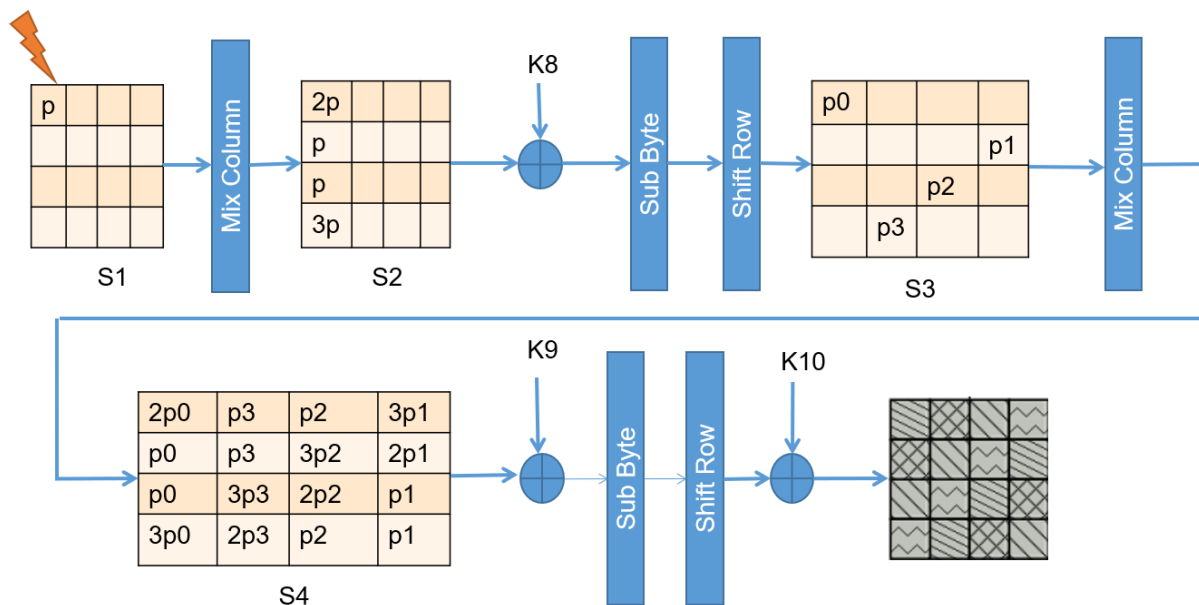 p
S1
Mix Column
2p
p
p
3p
S2
K8
Sub Byte
Shift Row
p0
p1
p2
p3
S3
Mix Column
2p0 p3 p2 3p1
p0 p3 3p2 2p1
p0 3p3 2p2 p1
3p0 2p3 p2 p1
S4
K9
Sub Byte
Shift Row
K10